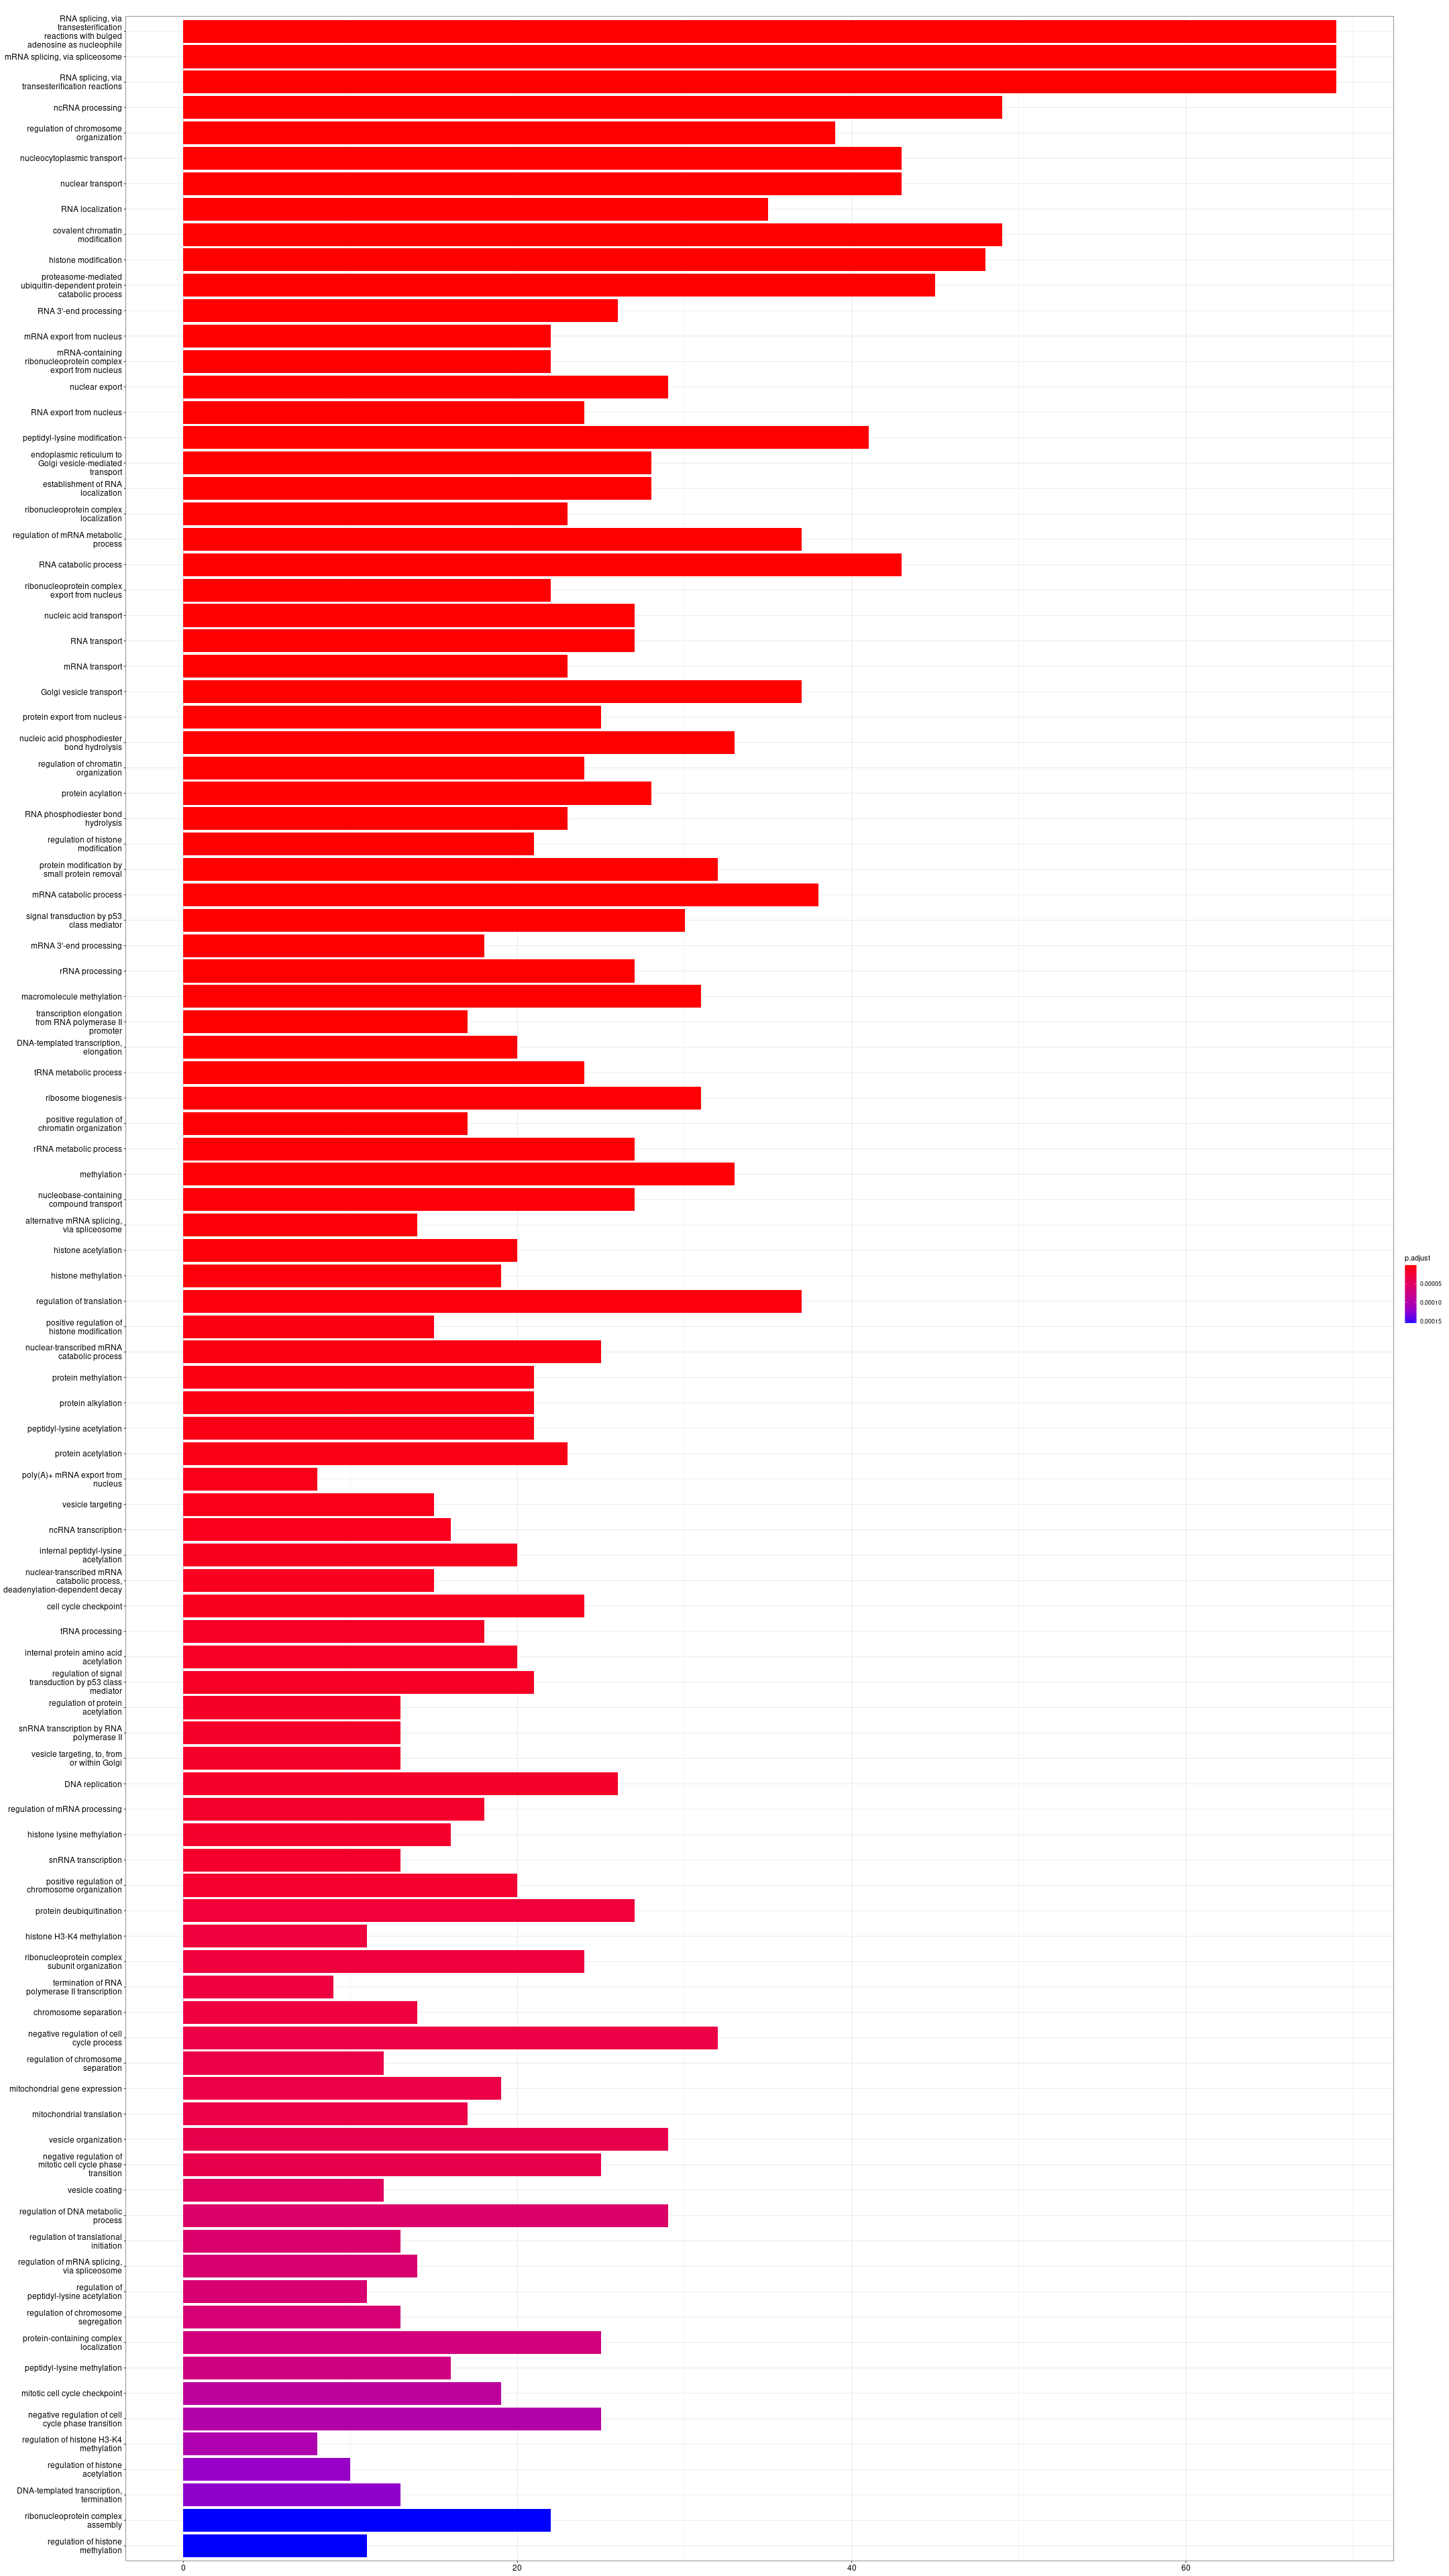 RNA splicing, via
transesterification
reactions with bulged
adenosine as nucleophile
mRNA splicing, via spliceosome
RNA splicing, via
transesterification reactions
ncRNA processing
regulation of chromosome
organization
nucleocytoplasmic transport
nuclear transport
RNA localization
covalent chromatin
modification
histone modification
proteasome-mediated
ubiquitin-dependent protein
catabolic process
RNA 3'-end processing
mRNA export from nucleus
mRNA-containing
ribonucleoprotein complex
export from nucleus
nuclear export
RNA export from nucleus
peptidyl-lysine modification
endoplasmic reticulum to
Golgi vesicle-mediated
transport
establishment of RNA
localization
ribonucleoprotein complex
localization
regulation of mRNA metabolic
process
RNA catabolic process
ribonucleoprotein complex
export from nucleus
nucleic acid transport
RNA transport
mRNA transport
Golgi vesicle transport
protein export from nucleus
nucleic acid phosphodiester
bond hydrolysis
regulation of chromatin
organization
protein acylation
RNA phosphodiester bond
hydrolysis
regulation of histone
modification
protein modification by
small protein removal
mRNA catabolic process
signal transduction by p53
class mediator
mRNA 3'-end processing
rRNA processing
macromolecule methylation
transcription elongation
from RNA polymerase II
promoter
DNA-templated transcription,
elongation
tRNA metabolic process
ribosome biogenesis
positive regulation of
chromatin organization
rRNA metabolic process
methylation
nucleobase-containing
compound transport
alternative mRNA splicing,
via spliceosome
histone acetylation
histone methylation
regulation of translation
positive regulation of
histone modification
nuclear-transcribed mRNA
catabolic process
protein methylation
protein alkylation
peptidyl-lysine acetylation
protein acetylation
poly(A)+ mRNA export from
nucleus
vesicle targeting
ncRNA transcription
internal peptidyl-lysine
acetylation
nuclear-transcribed mRNA
catabolic process,
deadenylation-dependent decay
cell cycle checkpoint
tRNA processing
internal protein amino acid
acetylation
regulation of signal
transduction by p53 class
mediator
regulation of protein
acetylation
snRNA transcription by RNA
polymerase II
vesicle targeting, to, from
or within Golgi
DNA replication
regulation of mRNA processing
histone lysine methylation
snRNA transcription
positive regulation of
chromosome organization
protein deubiquitination
histone H3-K4 methylation
ribonucleoprotein complex
subunit organization
termination of RNA
polymerase II transcription
chromosome separation
negative regulation of cell
cycle process
regulation of chromosome
separation
mitochondrial gene expression
mitochondrial translation
vesicle organization
negative regulation of
mitotic cell cycle phase
transition
vesicle coating
regulation of DNA metabolic
process
regulation of translational
initiation
regulation of mRNA splicing,
via spliceosome
regulation of
peptidyl-lysine acetylation
regulation of chromosome
segregation
protein-containing complex
localization
peptidyl-lysine methylation
mitotic cell cycle checkpoint
negative regulation of cell
cycle phase transition
regulation of histone H3-K4
methylation
regulation of histone
acetylation
DNA-templated transcription,
termination
ribonucleoprotein complex
assembly
regulation of histone
methylation
0 20 40 60
p.adjust
0.00005
0.00010
0.00015